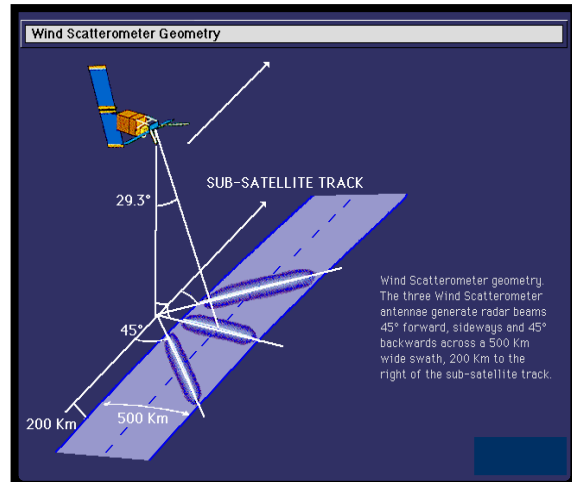 Wind Scatterometer Geometry
SUB-SATELLITE TRACK
29.3°
Wind Scatterometer geometry.
The three Wind Scatterometer
antennae generate radar beams
45° forward, sideways and 45°
backwards across a 500 Km
wide swath, 200 Km to the
right of the sub-satellite track.
45°
500 Km
200 Km